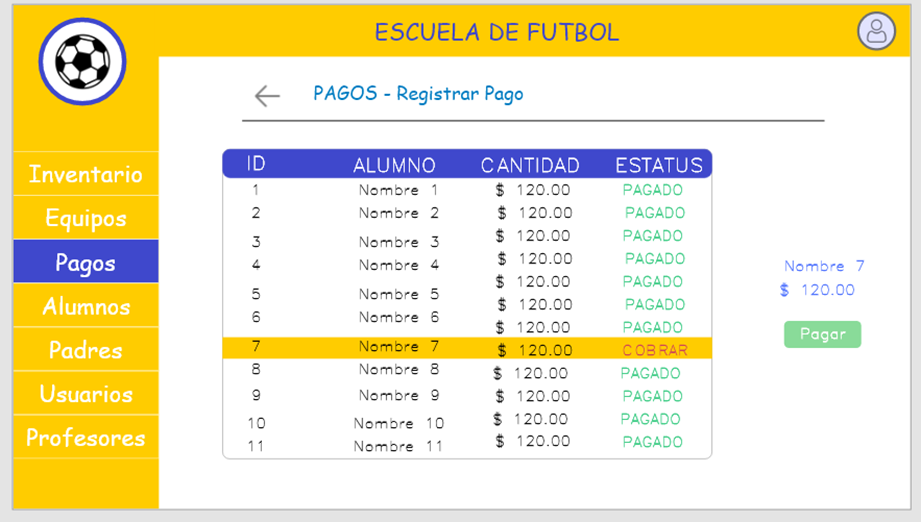 ESCUELA DE FUTBOL
PAGOS - Registrar Pago
Inventario
Equipos
Pagos
Alumnos
Padres
Usuarios
Profesores
ID ALUMNO CANTIDAD ESTATUS
1 Nombre 1 $ 120.00 PAGADO
2 Nombre 2 $ 120.00 PAGADO
3 Nombre 3 $ 120.00 PAGADO
4 Nombre 4 $ 120.00 PAGADO
5 Nombre 5 $ 120.00 PAGADO
6 Nombre 6 $ 120.00 PAGADO
$ 120.00 PAGADO
7 Nombre 7 $ 120.00 COBRAR
8 Nombre 8 $ 120.00 PAGADO
9 Nombre 9 $ 120.00 PAGADO
10 Nombre 10 $ 120.00 PAGADO
11 Nombre 11 $ 120.00 PAGADO
Nombre 7
$ 120.00
Pagar